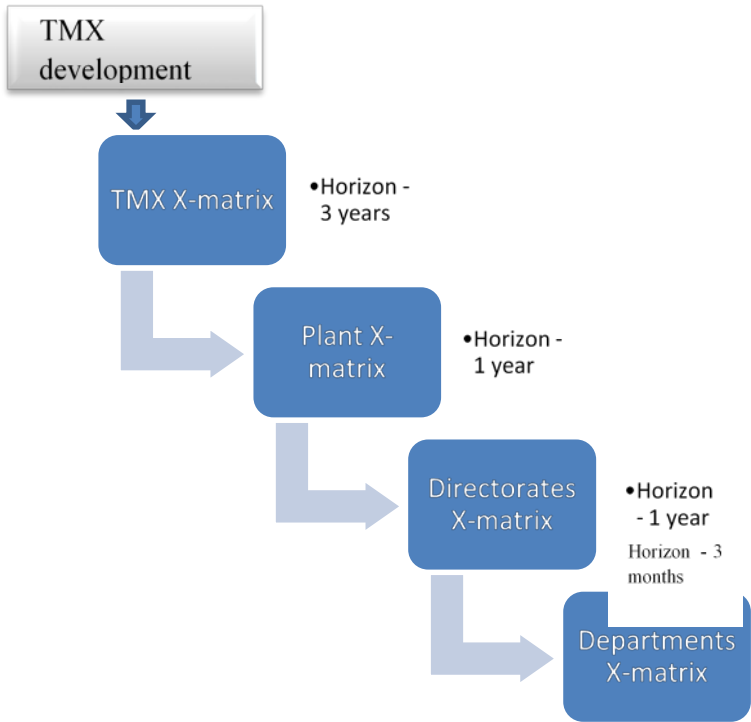 TMX
development
TMX X-matrix
•Horizon -
3 years
Plant X-
matrix
•Horizon -
1 year
Directorates
X-matrix
•Horizon
- 1 year
Horizon - 3
months
Departments
X-matrix